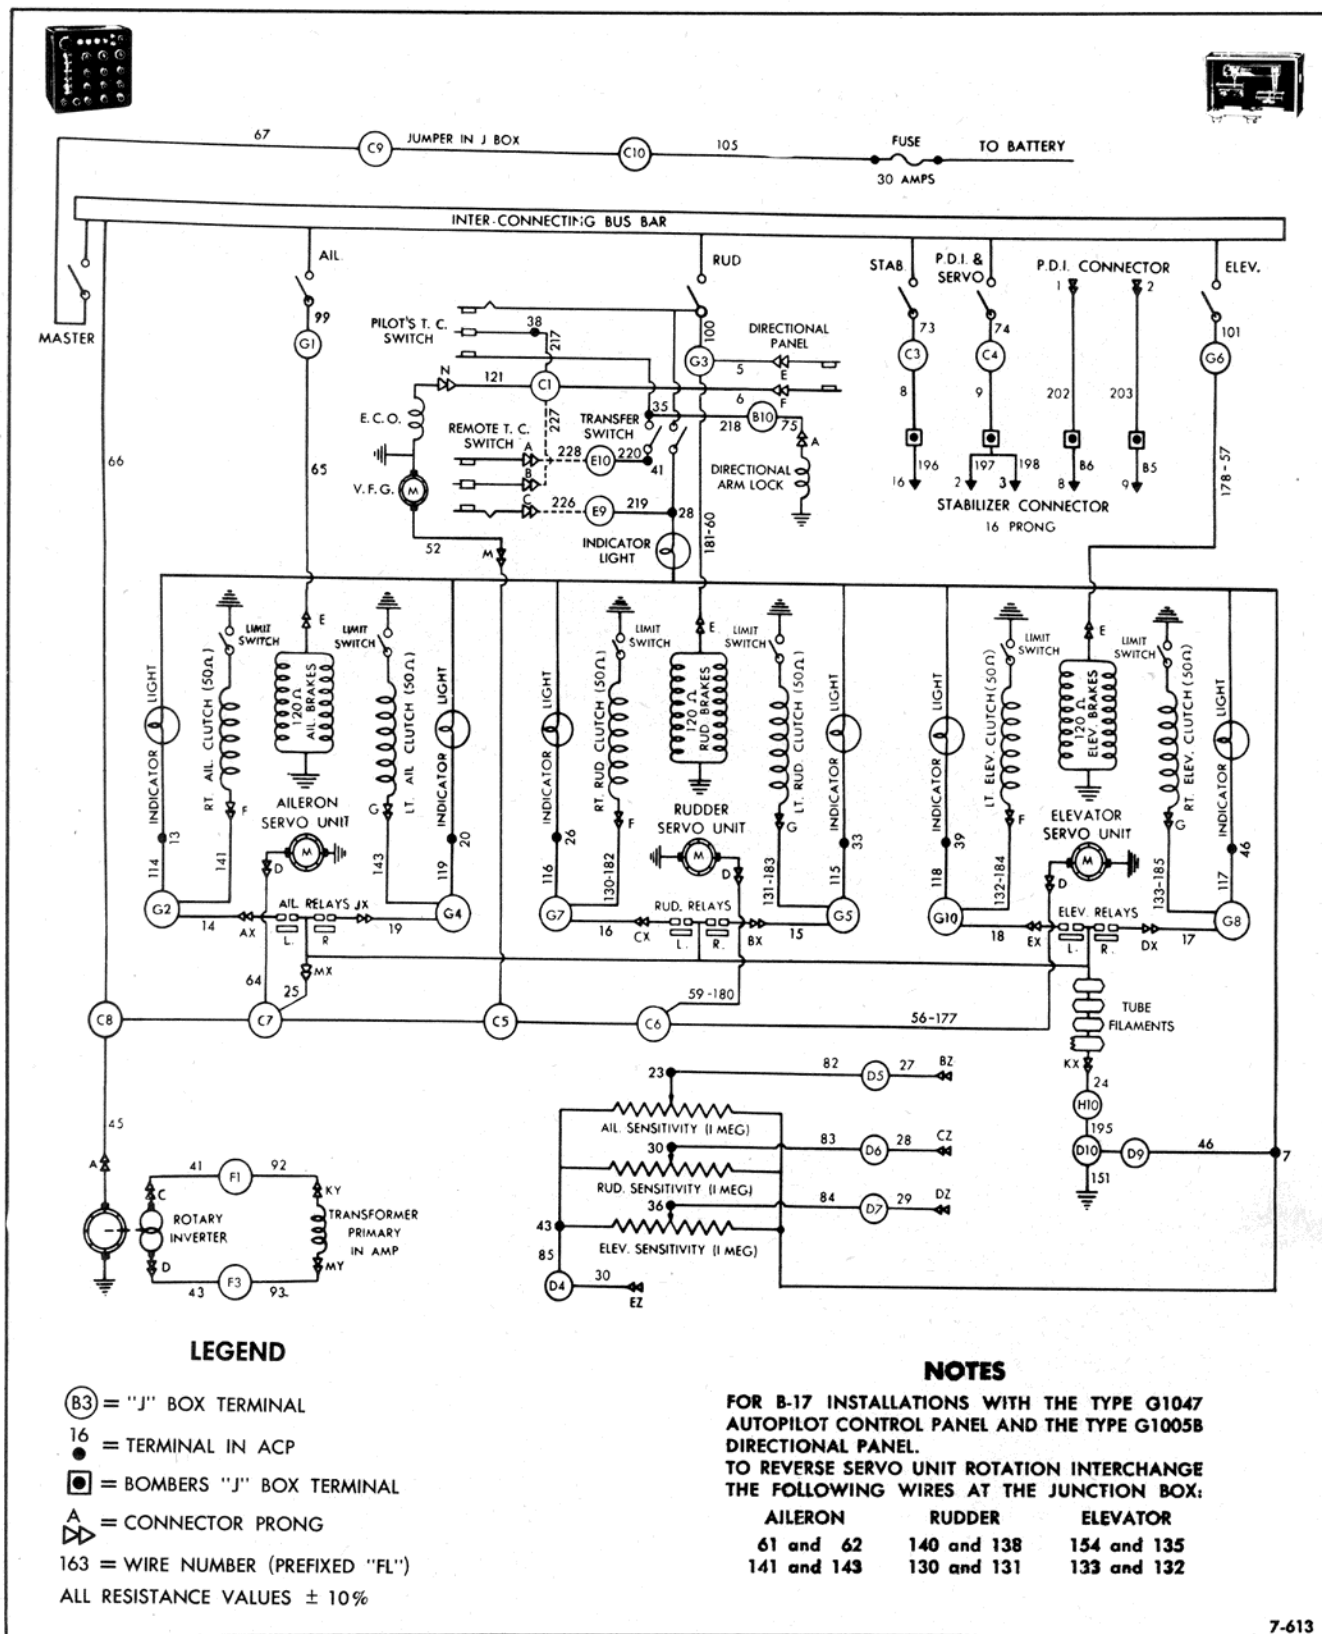 67
C9
JUMPER IN J BOX
C10
105
FUSE
30 AMPS
TO BATTERY
INTER-CONNECTING BUS BAR
MASTER
AIL.
99
G1
RUD
100
G3
STAB.
73
C3
8
196
16
P.D.I. &
SERVO
74
C4
9
197
198
2
3
P.D.I. CONNECTOR
1
2
202
203
B6
B5
8
9
STABILIZER CONNECTOR
16 PRONG
ELEV.
101
G6
178-57
PILOT'S T. C.
SWITCH
38
217
DIRECTIONAL
PANEL
5
E
6
F
N
121
C1
227
E.C.O.
V.F.G.
M
52
M
REMOTE T. C.
SWITCH
A
B
C
228
E10
220
41
226
E9
219
28
TRANSFER
SWITCH
35
218
B10
75
A
DIRECTIONAL
ARM LOCK
INDICATOR
LIGHT
181-60
66
65
E
LIMIT
SWITCH
LIMIT
SWITCH
INDICATOR LIGHT
RT. AIL. CLUTCH (50Ω)
120 Ω
AIL. BRAKES
LT. AIL CLUTCH (50Ω)
INDICATOR LIGHT
F
G
13
20
AILERON
SERVO UNIT
M
D
114
141
143
119
G2
14
AX
AIL. RELAYS
JX
19
G4
L.
R
MX
64
25
E
LIMIT
SWITCH
LIMIT
SWITCH
INDICATOR LIGHT
RT. RUD CLUTCH (50Ω)
120 Ω
RUD. BRAKES
LT. RUD CLUTCH (50Ω)
INDICATOR LIGHT
F
G
26
33
RUDDER
SERVO UNIT
M
D
116
130-182
131-183
115
G7
16
CX
RUD. RELAYS
BX
15
G5
L.
R.
59-180
E
LIMIT
SWITCH
LIMIT
SWITCH
INDICATOR LIGHT
LT. ELEV. CLUTCH (50Ω)
120 Ω
ELEV. BRAKES
RT. ELEV. CLUTCH (50Ω)
INDICATOR LIGHT
F
G
39
46
ELEVATOR
SERVO UNIT
M
D
118
132-184
133-185
117
G10
18
EX
ELEV. RELAYS
DX
17
G8
L.
R.
C8
C7
C5
C6
56-177
TUBE
FILAMENTS
KX
24
H10
195
D10
D9
46
7
151
45
A
41
F1
92
C
KY
ROTARY
INVERTER
TRANSFORMER
PRIMARY
IN AMP
D
MY
43
F3
93
23
82
D5
27
BZ
AIL. SENSITIVITY (1 MEG)
30
83
D6
28
CZ
RUD. SENSITIVITY (1 MEG)
36
84
D7
29
DZ
43
ELEV. SENSITIVITY (1 MEG)
85
D4
30
EZ
LEGEND
B3 = "J" BOX TERMINAL
16 = TERMINAL IN ACP
= BOMBERS "J" BOX TERMINAL
A = CONNECTOR PRONG
163 = WIRE NUMBER (PREFIXED "FL")
ALL RESISTANCE VALUES ± 10%
NOTES
FOR B-17 INSTALLATIONS WITH THE TYPE G1047
AUTOPILOT CONTROL PANEL AND THE TYPE G1005B
DIRECTIONAL PANEL.
TO REVERSE SERVO UNIT ROTATION INTERCHANGE
THE FOLLOWING WIRES AT THE JUNCTION BOX:
AILERON RUDDER ELEVATOR
61 and 62 140 and 138 154 and 135
141 and 143 130 and 131 133 and 132
7-613